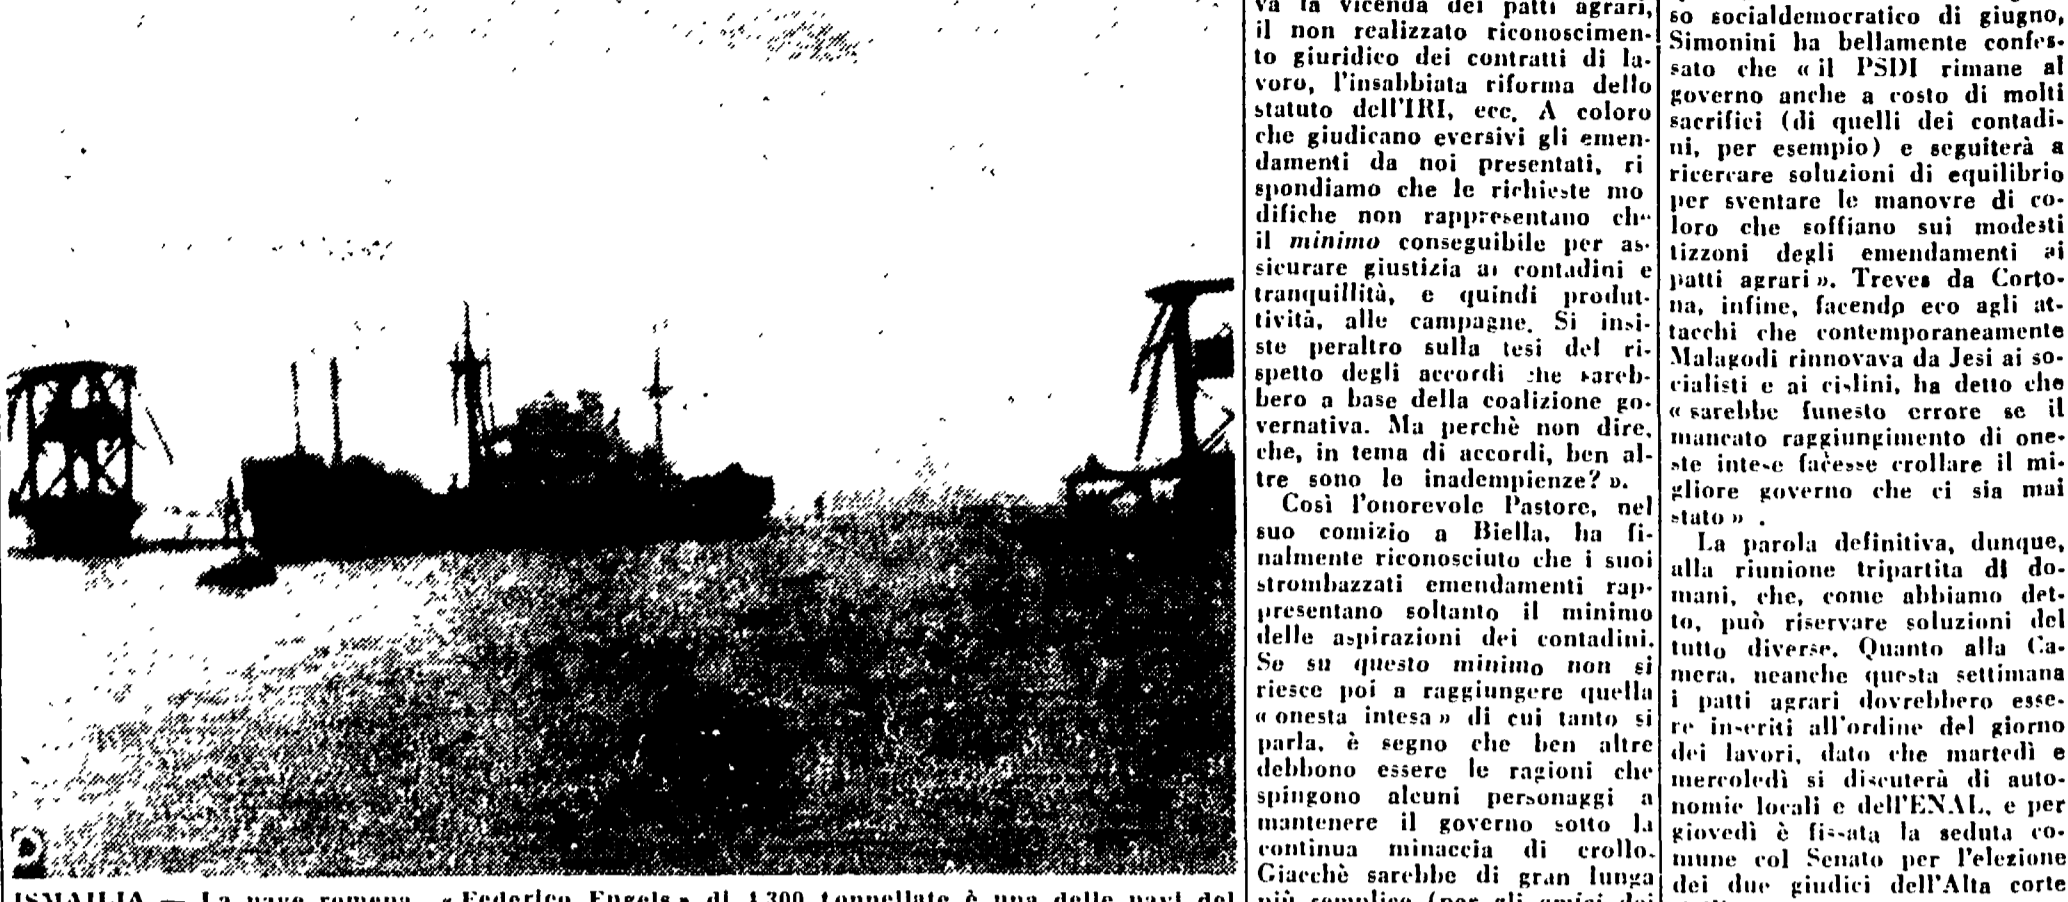 va la vicenda dei patti agrari,
il non realizzato riconoscimen-
to giuridico dei contratti di la-
voro, l'insabbiata riforma dello
statuto dell'IRI, ecc. A coloro
che giudicano eversivi gli emen-
damenti da noi presentati, ri
spondiamo che le richieste mo
difiche non rappresentano che
il minimo conseguibile per as-
sicurare giustizia ai contadini e
tranquillità, e quindi produt-
tività, alle campagne. Si insi-
ste peraltro sulla tesi del ri-
spetto degli accordi che sareb-
bero a base della coalizione go-
vernativa. Ma perchè non dire,
che, in tema di accordi, ben al-
tre sono le inadempienze? ».
Così l'onorevole Pastore, nel
suo comizio a Biella, ha fi-
nalmente riconosciuto che i suoi
strombazzati emendamenti rap-
presentano soltanto il minimo
delle aspirazioni dei contadini.
Se su questo minimo non si
riesce poi a raggiungere quella
« onesta intesa » di cui tanto si
parla, è segno che ben altre
debbono essere le ragioni che
spingono alcuni personaggi a
mantenere il governo sotto la
continua minaccia di crollo.
Giacchè sarebbe di gran lunga
più semplice (per gli amici dei
so socialdemocratico di giugno,
Simonini ha bellamente confes-
sato che « il PSDI rimane al
governo anche a costo di molti
sacrifici (di quelli dei contadi-
ni, per esempio) e seguiterà a
ricercare soluzioni di equilibrio
per sventare le manovre di co-
loro che soffiano sui modesti
tizzoni degli emendamenti ai
patti agrari ». Treves da Corto-
na, infine, facendo eco agli at-
tacchi che contemporaneamente
Malagodi rinnovava da Jesi ai so-
cialisti e ai cislini, ha detto che
« sarebbe funesto errore se il
mancato raggiungimento di one-
ste intese facesse crollare il mi-
gliore governo che ci sia mai
stato » .
La parola definitiva, dunque,
alla riunione tripartita di do-
mani, che, come abbiamo det-
to, può riservare soluzioni del
tutto diverse. Quanto alla Ca-
mera, neanche questa settimana
i patti agrari dovrebbero esse-
re inseriti all'ordine del giorno
dei lavori, dato che martedì e
mercoledì si discuterà di auto-
nomie locali e dell'ENAL, e per
giovedì è fissata la seduta co-
mune col Senato per l'elezione
dei due giudici dell'Alta corte
ISMAILIA — La nave romena « Federico Engels » di 4.300 tonnellate è una delle navi del